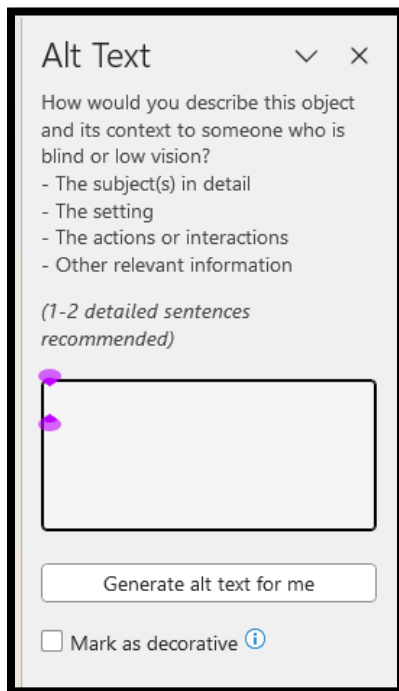 Alt Text
How would you describe this object
and its context to someone who is
blind or low vision?
- The subject(s) in detail
- The setting
- The actions or interactions
- Other relevant information
(1-2 detailed sentences
recommended)
Generate alt text for me
Mark as decorative